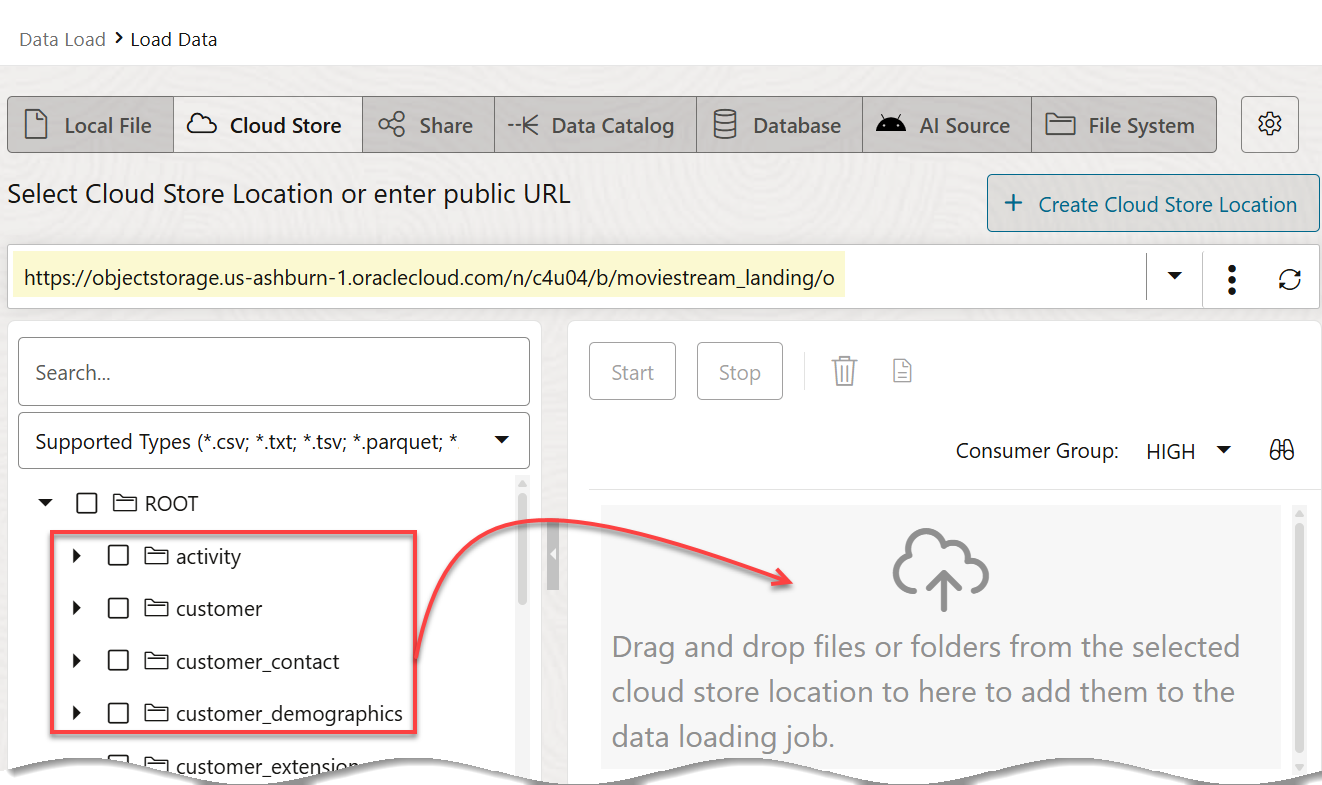 Data Load > Load Data
Local File
Cloud Store
Share
Data Catalog
Database
AI Source
File System
Select Cloud Store Location or enter public URL
+ Create Cloud Store Location
https://objectstorage.us-ashburn-1.oraclecloud.com/n/c4u04/b/moviestream_landing/o
Search...
Supported Types (*.csv; *.txt; *.tsv; *.parquet; *
ROOT
activity
customer
customer_contact
customer_demographics
customer_extension
Start
Stop
Consumer Group: HIGH
Drag and drop files or folders from the selected
cloud store location to here to add them to the
data loading job.